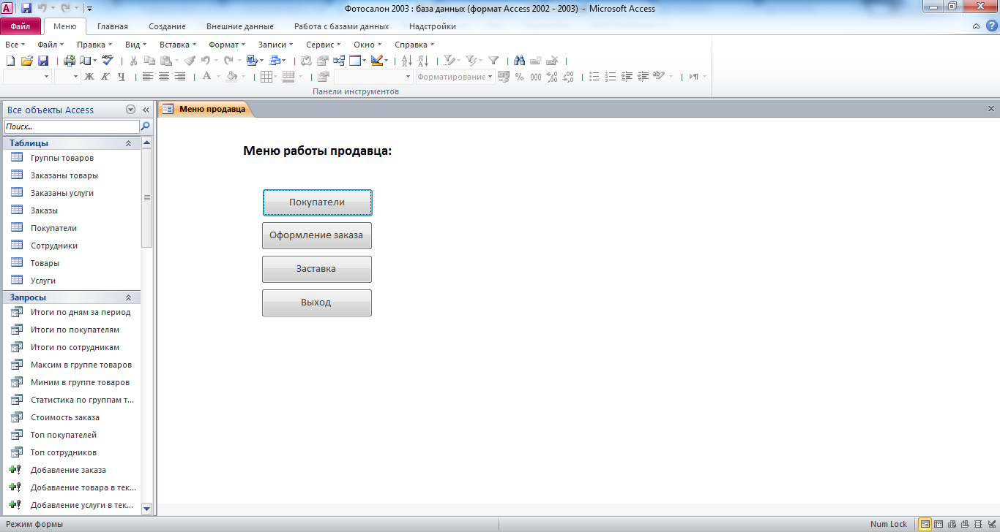 Фотосалон 2003 : база данных (формат Access 2002 - 2003) - Microsoft Access
Файл Меню Главная Создание Внешние данные Работа с базами данных Надстройки
Все Файл Правка Вид Вставка Формат Записи Сервис Окно Справка
Ж К Ч А Форматирование % 000
Панели инструментов
Все объекты Access
Меню продавца
Поиск...
Таблицы
Группы товаров
Заказаны товары
Заказаны услуги
Заказы
Покупатели
Сотрудники
Товары
Услуги
Запросы
Итоги по дням за период
Итоги по покупателям
Итоги по сотрудникам
Максим в группе товаров
Миним в группе товаров
Статистика по группам т...
Стоимость заказа
Топ покупателей
Топ сотрудников
Добавление заказа
Добавление товара в тек...
Добавление услуги в тек...
Меню работы продавца:
Покупатели
Оформление заказа
Заставка
Выход
Режим формы
Num Lock